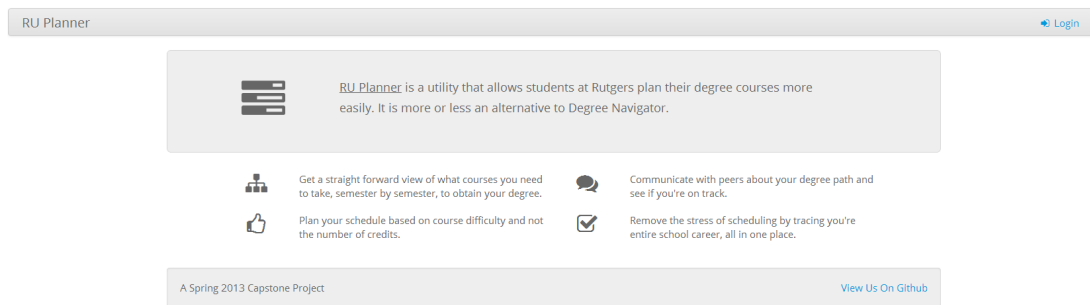 RU Planner
Login
RU Planner is a utility that allows students at Rutgers plan their degree courses more
easily. It is more or less an alternative to Degree Navigator.
Get a straight forward view of what courses you need
to take, semester by semester, to obtain your degree.
Communicate with peers about your degree path and
see if you're on track.
Plan your schedule based on course difficulty and not
the number of credits.
Remove the stress of scheduling by tracing you're
entire school career, all in one place.
A Spring 2013 Capstone Project
View Us On Github